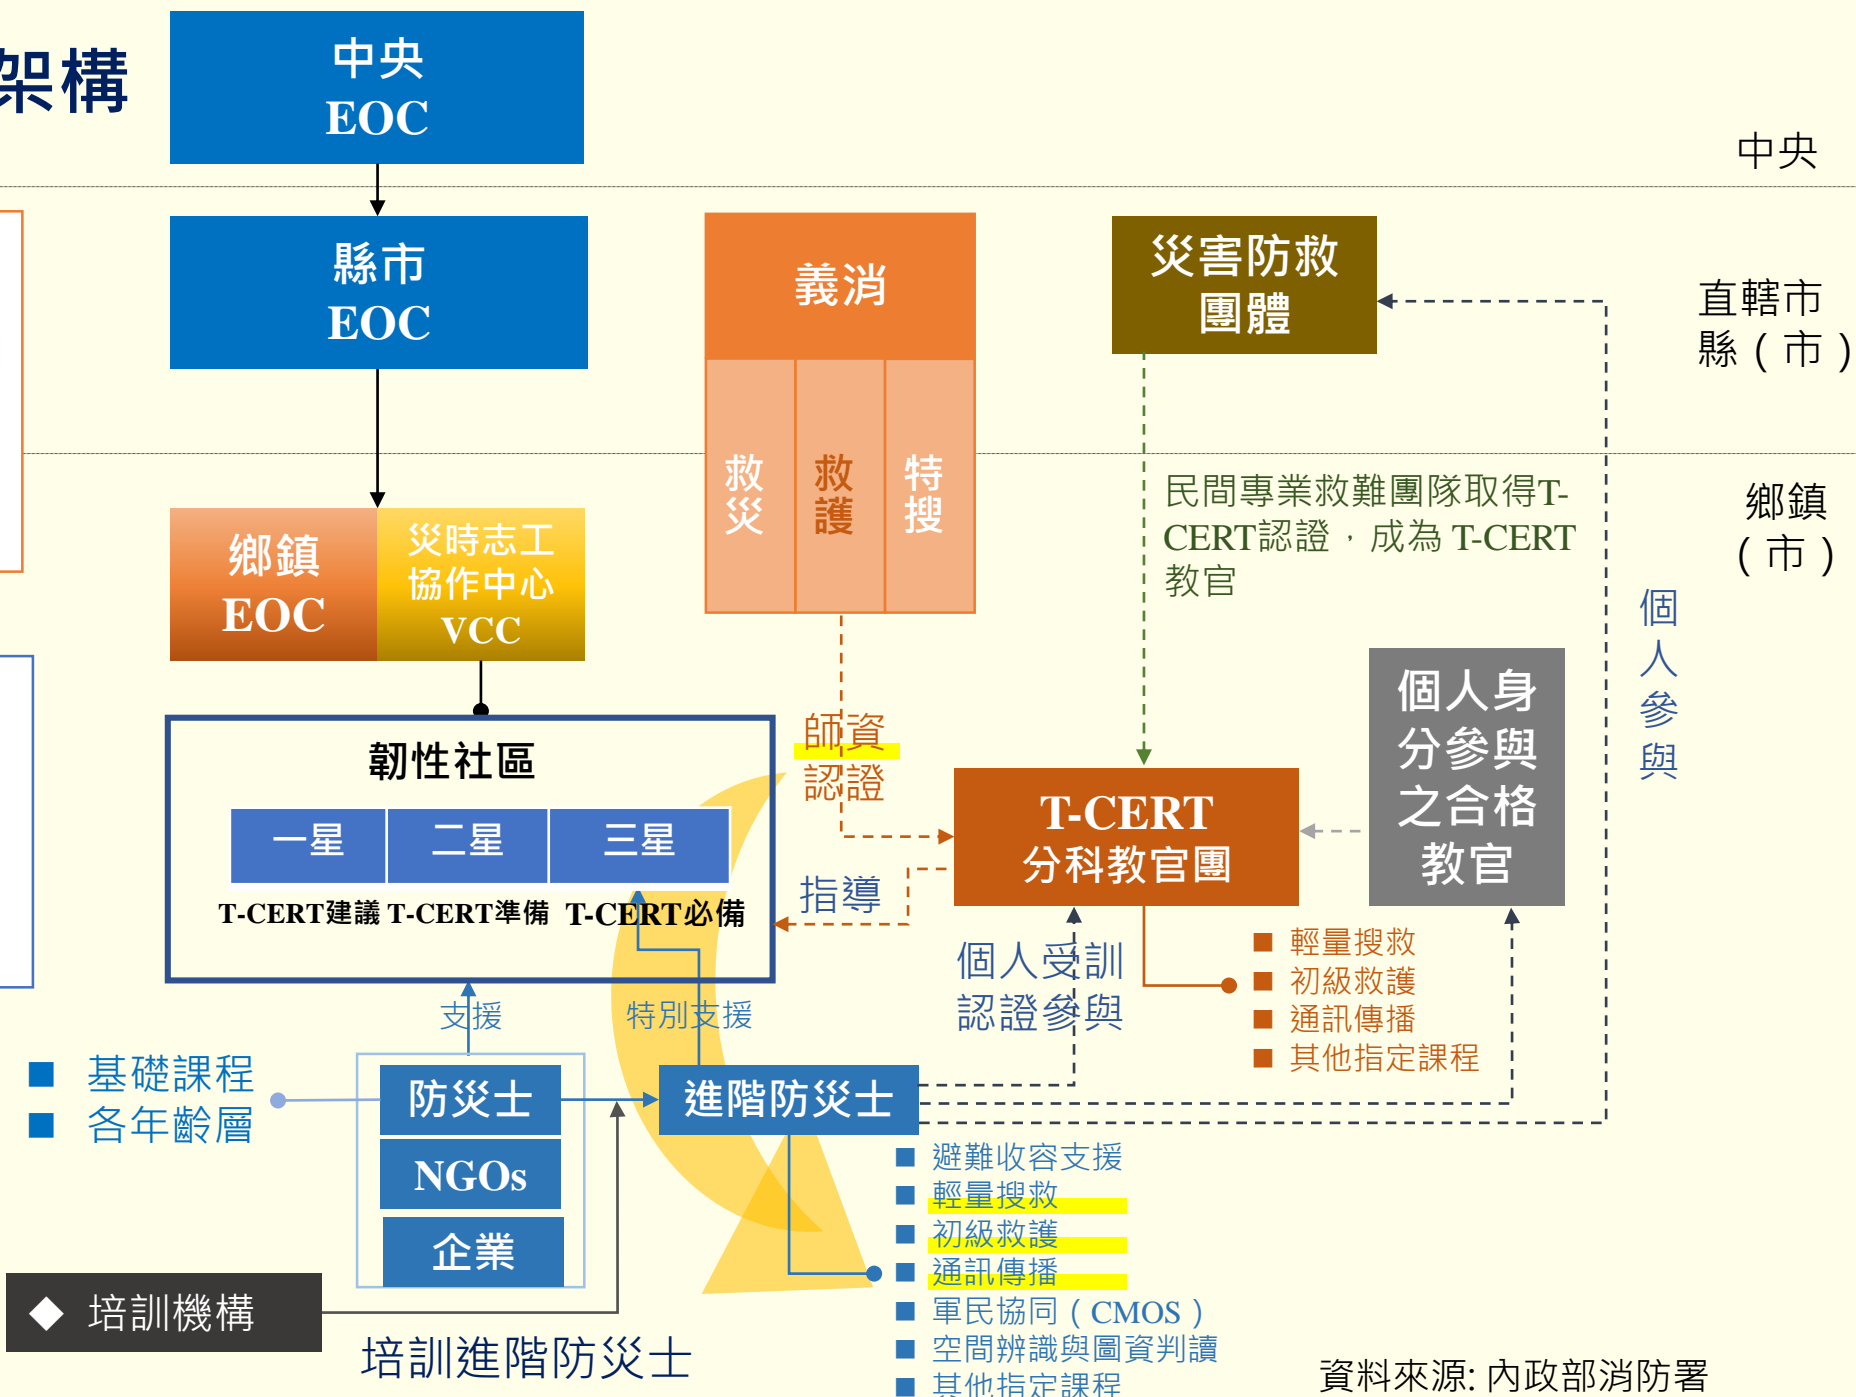 架構
中央
EOC
中央
縣市
EOC
義消
救災
救護
特搜
災害防救
團體
直轄市
縣（市）
鄉鎮
EOC
災時志工
協作中心
VCC
民間專業救難團隊取得T-
CERT認證，成為 T-CERT
教官
鄉鎮
（市）
個人參與
韌性社區
一星
二星
三星
T-CERT建議
T-CERT準備
T-CERT必備
師資
認證
指導
T-CERT
分科教官團
個人身
分參與
之合格
教官
個人受訓
認證參與
■ 輕量搜救
■ 初級救護
■ 通訊傳播
■ 其他指定課程
支援
特別支援
■ 基礎課程
■ 各年齡層
防災士
NGOs
企業
進階防災士
■ 避難收容支援
■ 輕量搜救
■ 初級救護
■ 通訊傳播
■ 軍民協同（CMOS）
■ 空間辨識與圖資判讀
■ 其他指定課程
◆ 培訓機構
培訓進階防災士
資料來源: 內政部消防署